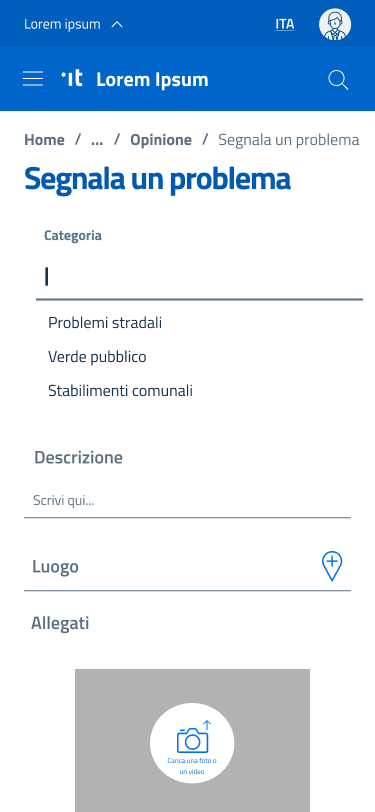 Lorem ipsum ITA
.it Lorem Ipsum
Home / ... / Opinione / Segnala un problema
Segnala un problema
Categoria
Problemi stradali
Verde pubblico
Stabilimenti comunali
Descrizione
Scrivi qui...
Luogo
Allegati
Carica una foto o
un video